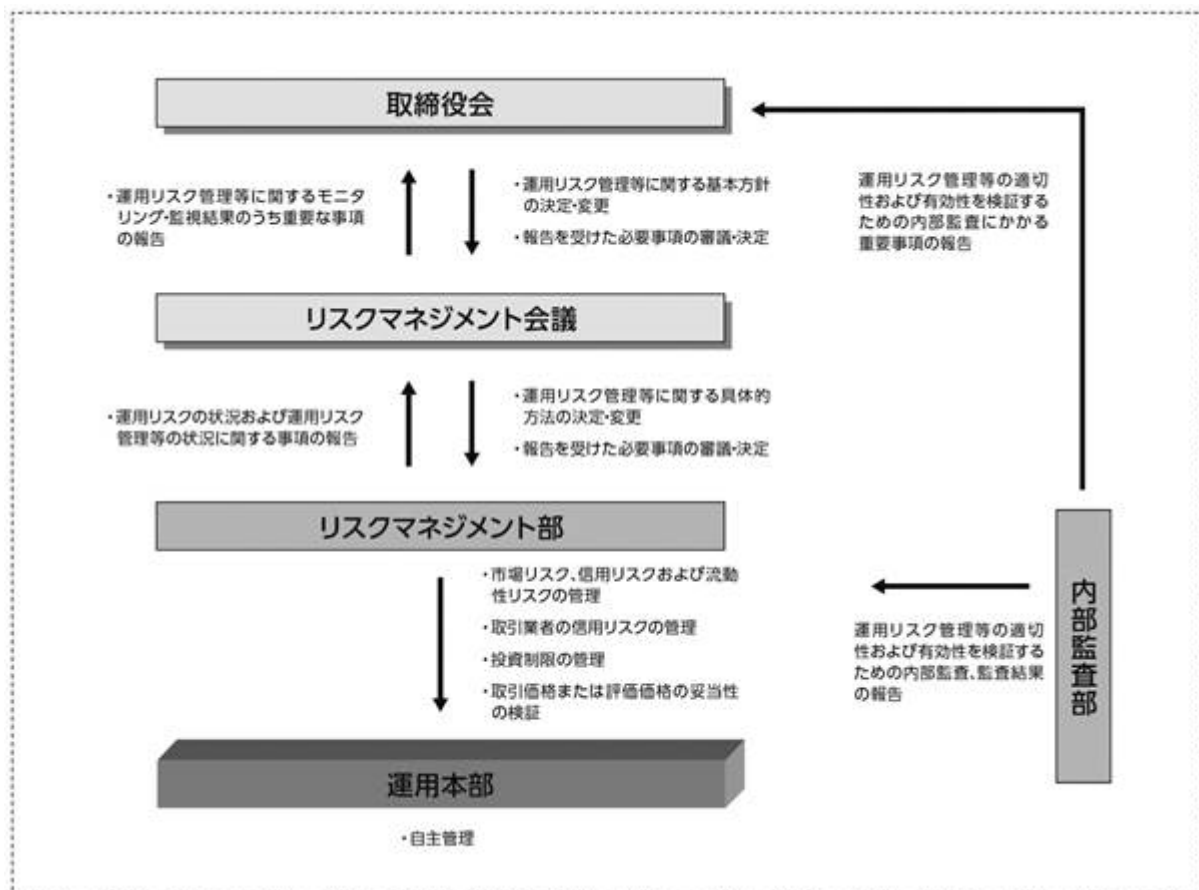 取締役会
・運用リスク管理等に関するモニタ
リング・監視結果のうち重要な事項
の報告
・運用リスク管理等に関する基本方針
の決定・変更
・報告を受けた必要事項の審議・決定
運用リスク管理等の適切
性および有効性を検証する
ための内部監査にかかる
重要事項の報告
リスクマネジメント会議
・運用リスクの状況および運用リスク
管理等の状況に関する事項の報告
・運用リスク管理等に関する具体的
方法の決定・変更
・報告を受けた必要事項の審議・決定
リスクマネジメント部
・市場リスク、信用リスクおよび流動
性リスクの管理
・取引業者の信用リスクの管理
・投資制限の管理
・取引価格または評価価格の妥当性
の検証
運用リスク管理等の適切
性および有効性を検証する
ための内部監査、監査結果
の報告
内部監査部
運用本部
・自主管理